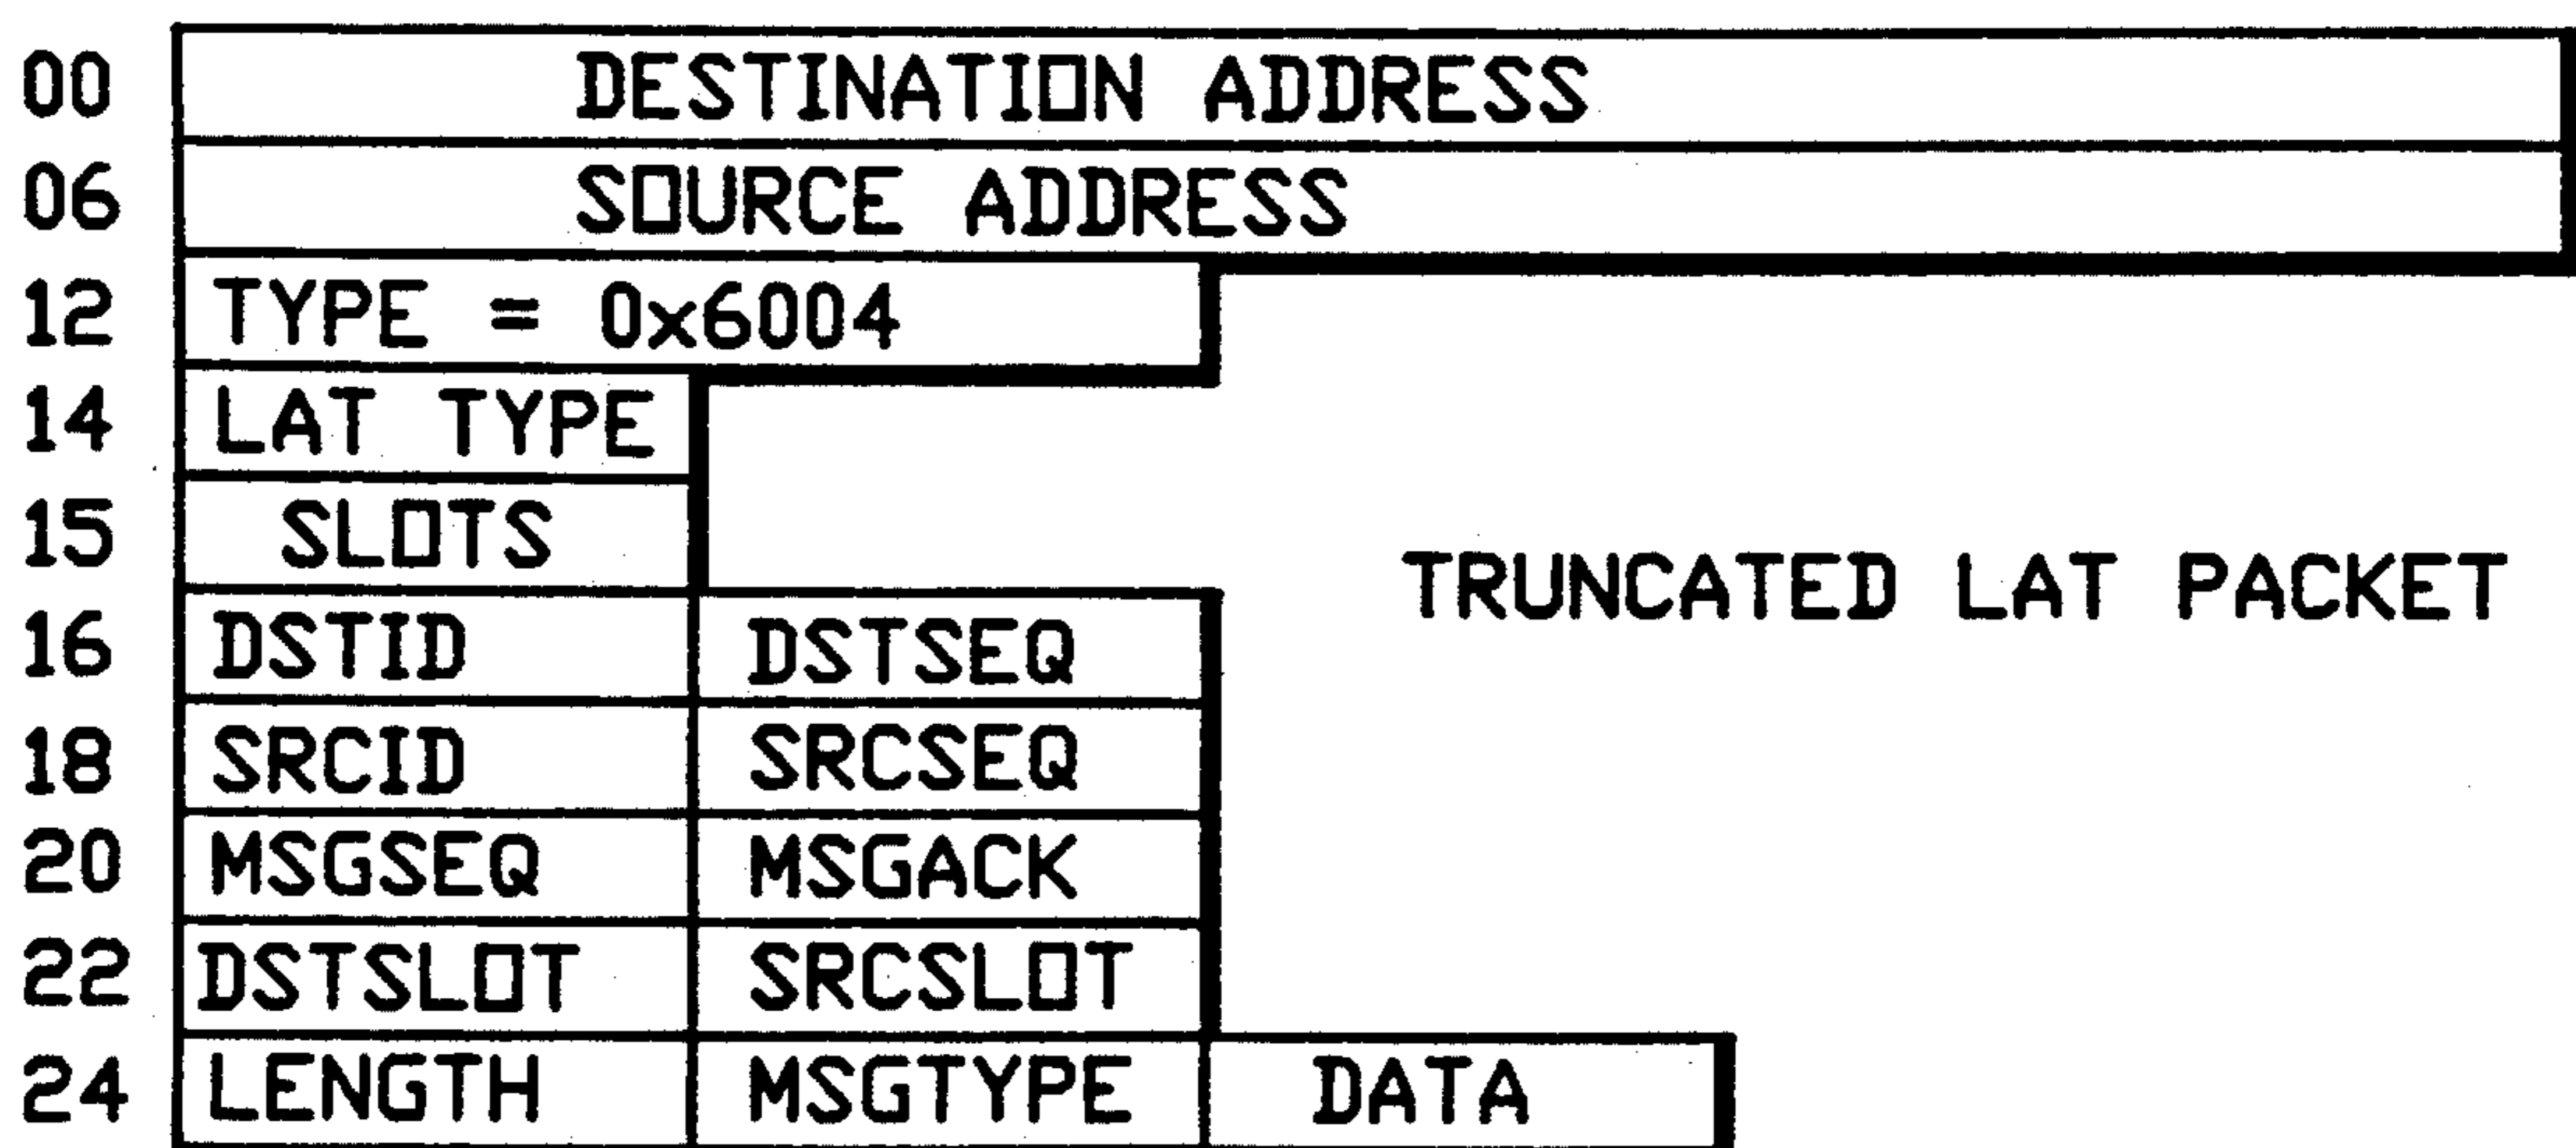 00 DESTINATION ADDRESS
06 SOURCE ADDRESS
12 TYPE = 0x6004
14 LAT TYPE
15 SLOTS
TRUNCATED LAT PACKET
16 DSTID DSTSEQ
18 SRCID SRCSEQ
20 MSGSEQ MSGACK
22 DSTSLOT SRCSLOT
24 LENGTH MSGTYPE DATA